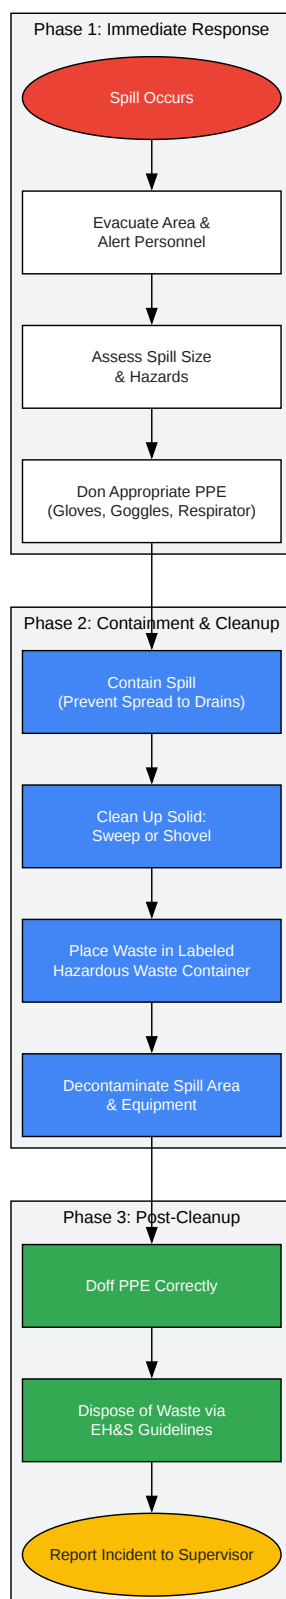 Phase 1: Immediate Response
Spill Occurs
Evacuate Area &
Alert Personnel
Assess Spill Size
& Hazards
Don Appropriate PPE
(Gloves, Goggles, Respirator)
Phase 2: Containment & Cleanup
Contain Spill
(Prevent Spread to Drains)
Clean Up Solid:
Sweep or Shovel
Place Waste in Labeled
Hazardous Waste Container
Decontaminate Spill Area
& Equipment
Phase 3: Post-Cleanup
Doff PPE Correctly
Dispose of Waste via
EH&S Guidelines
Report Incident to Supervisor